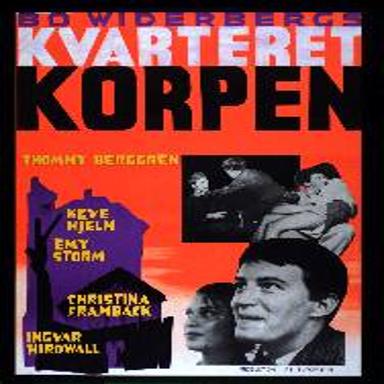 BO WIDERBERGS
KVARTERET
KORPEN
THOMMY BERGGREN
KEVE
HJELM
EMY
STORM
CHRISTINA
FRAMBÄCK
INGVAR
HIRDWALL